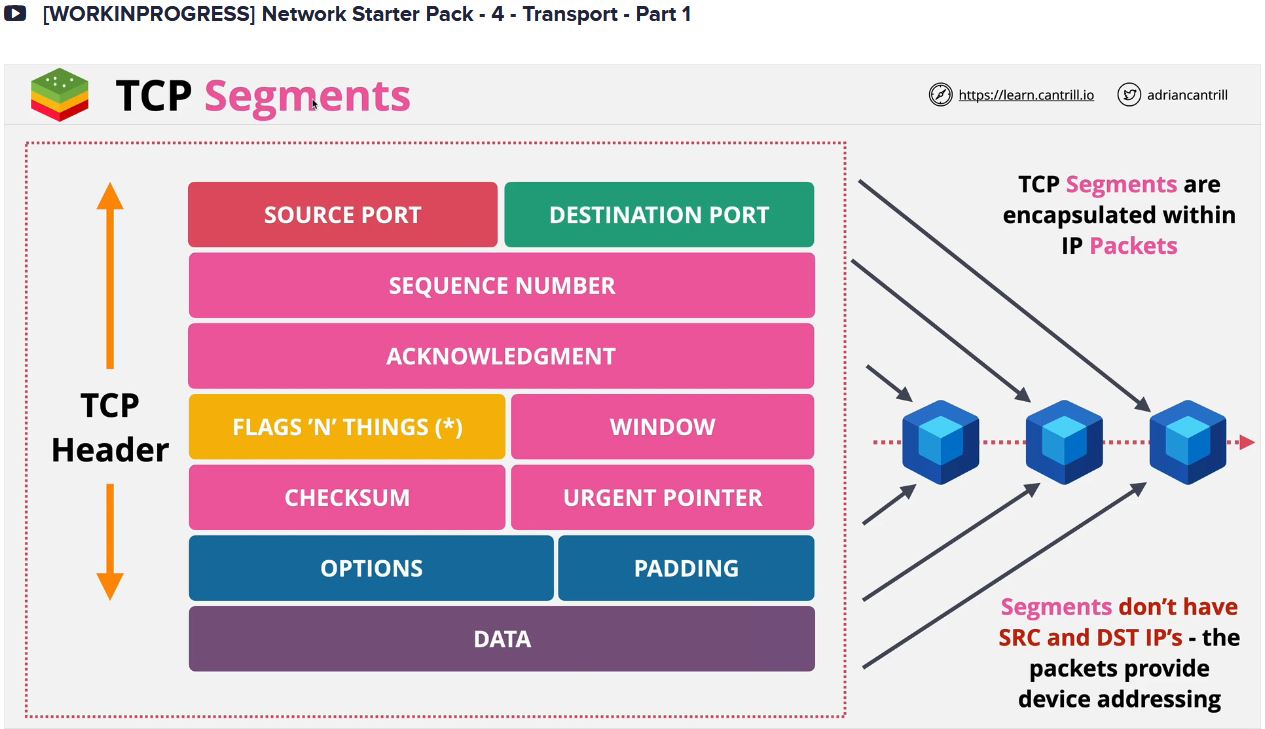 [WORKINPROGRESS] Network Starter Pack - 4 - Transport - Part 1
TCP Segments
https://learn.cantrill.io
adriancantrill
SOURCE PORT
DESTINATION PORT
SEQUENCE NUMBER
ACKNOWLEDGMENT
FLAGS ’N’ THINGS (*)
WINDOW
CHECKSUM
URGENT POINTER
OPTIONS
PADDING
DATA
TCP
Header
TCP Segments are
encapsulated within
IP Packets
Segments don’t have
SRC and DST IP’s - the
packets provide
device addressing